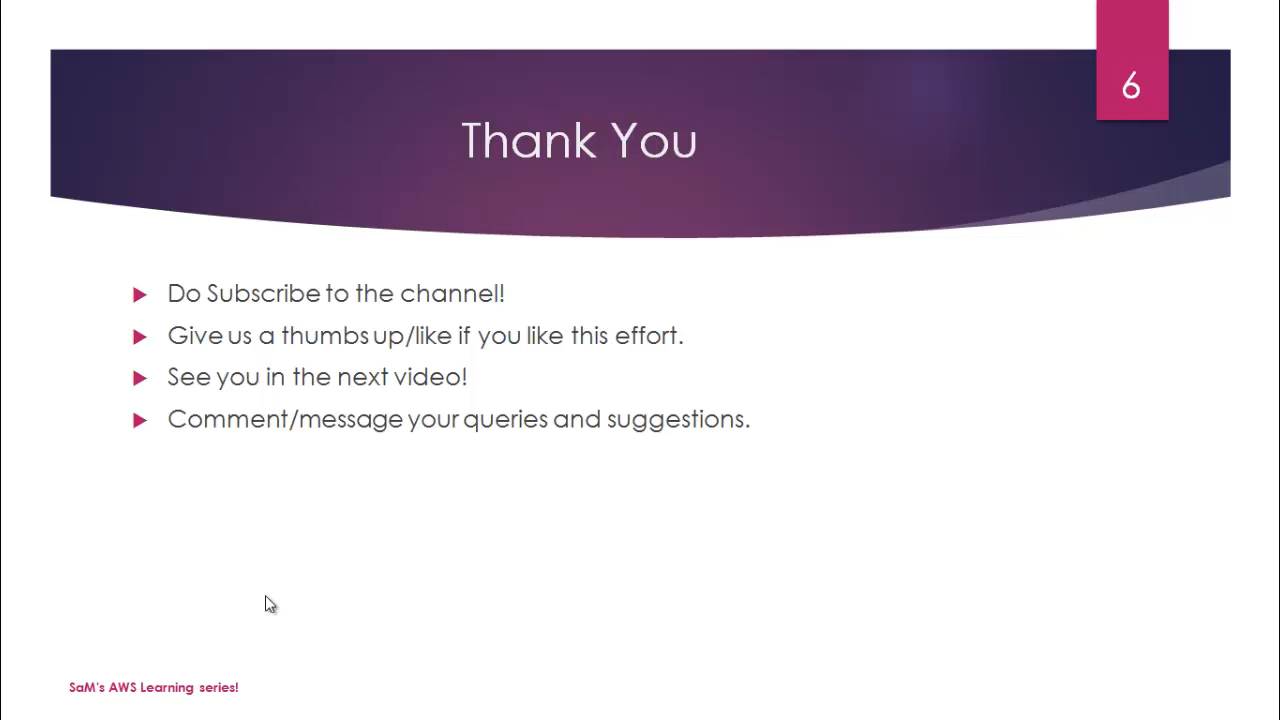 6
Thank You
Do Subscribe to the channel!
Give us a thumbs up/like if you like this effort.
See you in the next video!
Comment/message your queries and suggestions.
SaM's AWS Learning series!